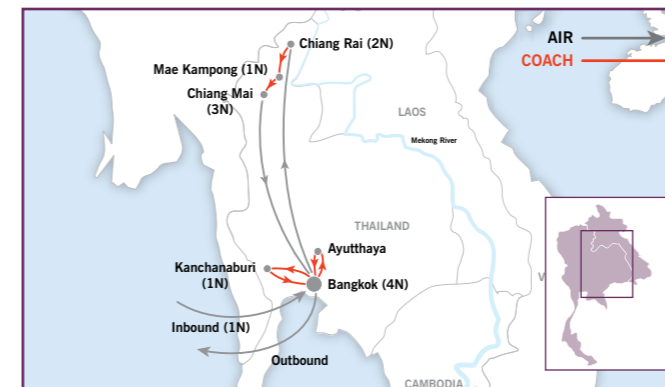 Chiang Rai (2N)
AIR
COACH
Mae Kampong (1N)
Chiang Mai
(3N)
LAOS
Mekong River
THAILAND
Ayutthaya
Kanchanaburi
(1N)
Bangkok (4N)
V
Inbound (1N)
Outbound
CAMBODIA